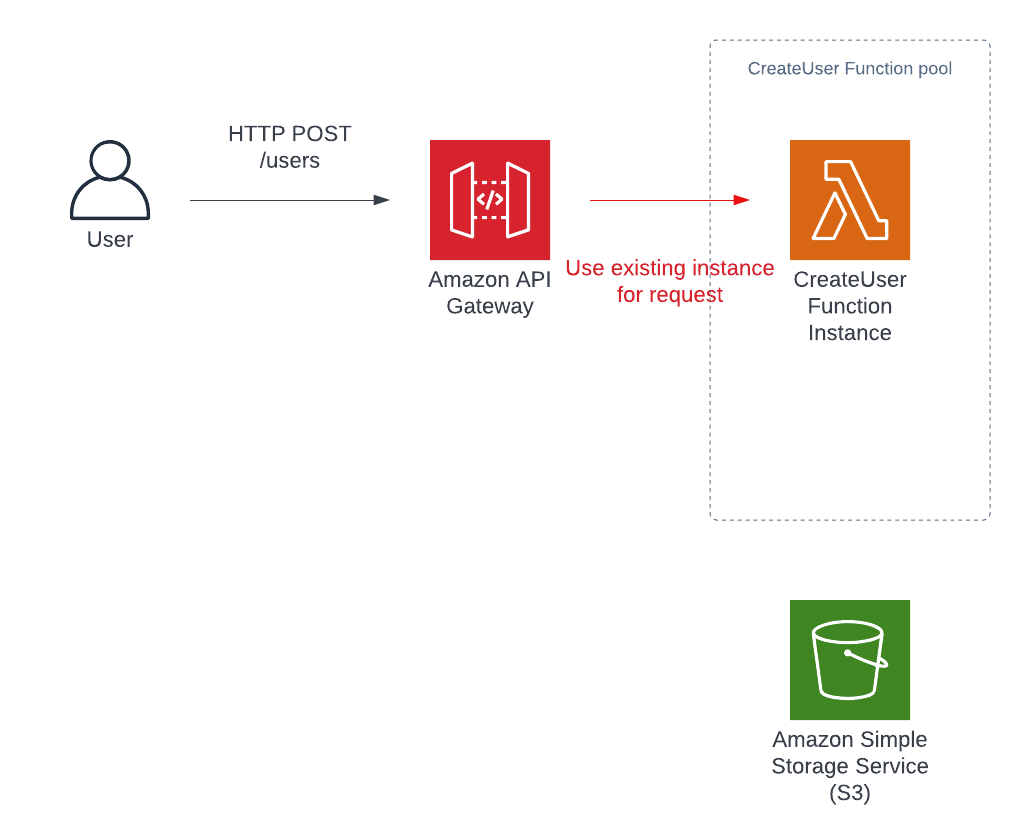 CreateUser Function pool
HTTP POST
/users
User
Amazon API
Gateway
Use existing instance
for request
CreateUser
Function
Instance
Amazon Simple
Storage Service
(S3)